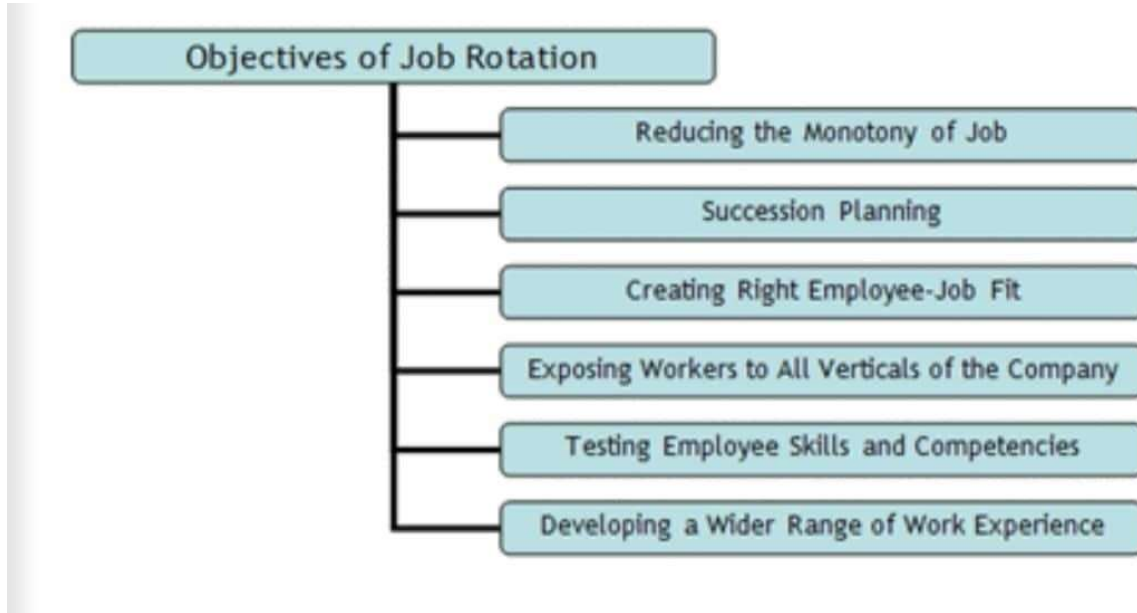 Objectives of Job Rotation
Reducing the Monotony of Job
Succession Planning
Creating Right Employee-Job Fit
Exposing Workers to All Verticals of the Company
Testing Employee Skills and Competencies
Developing a Wider Range of Work Experience